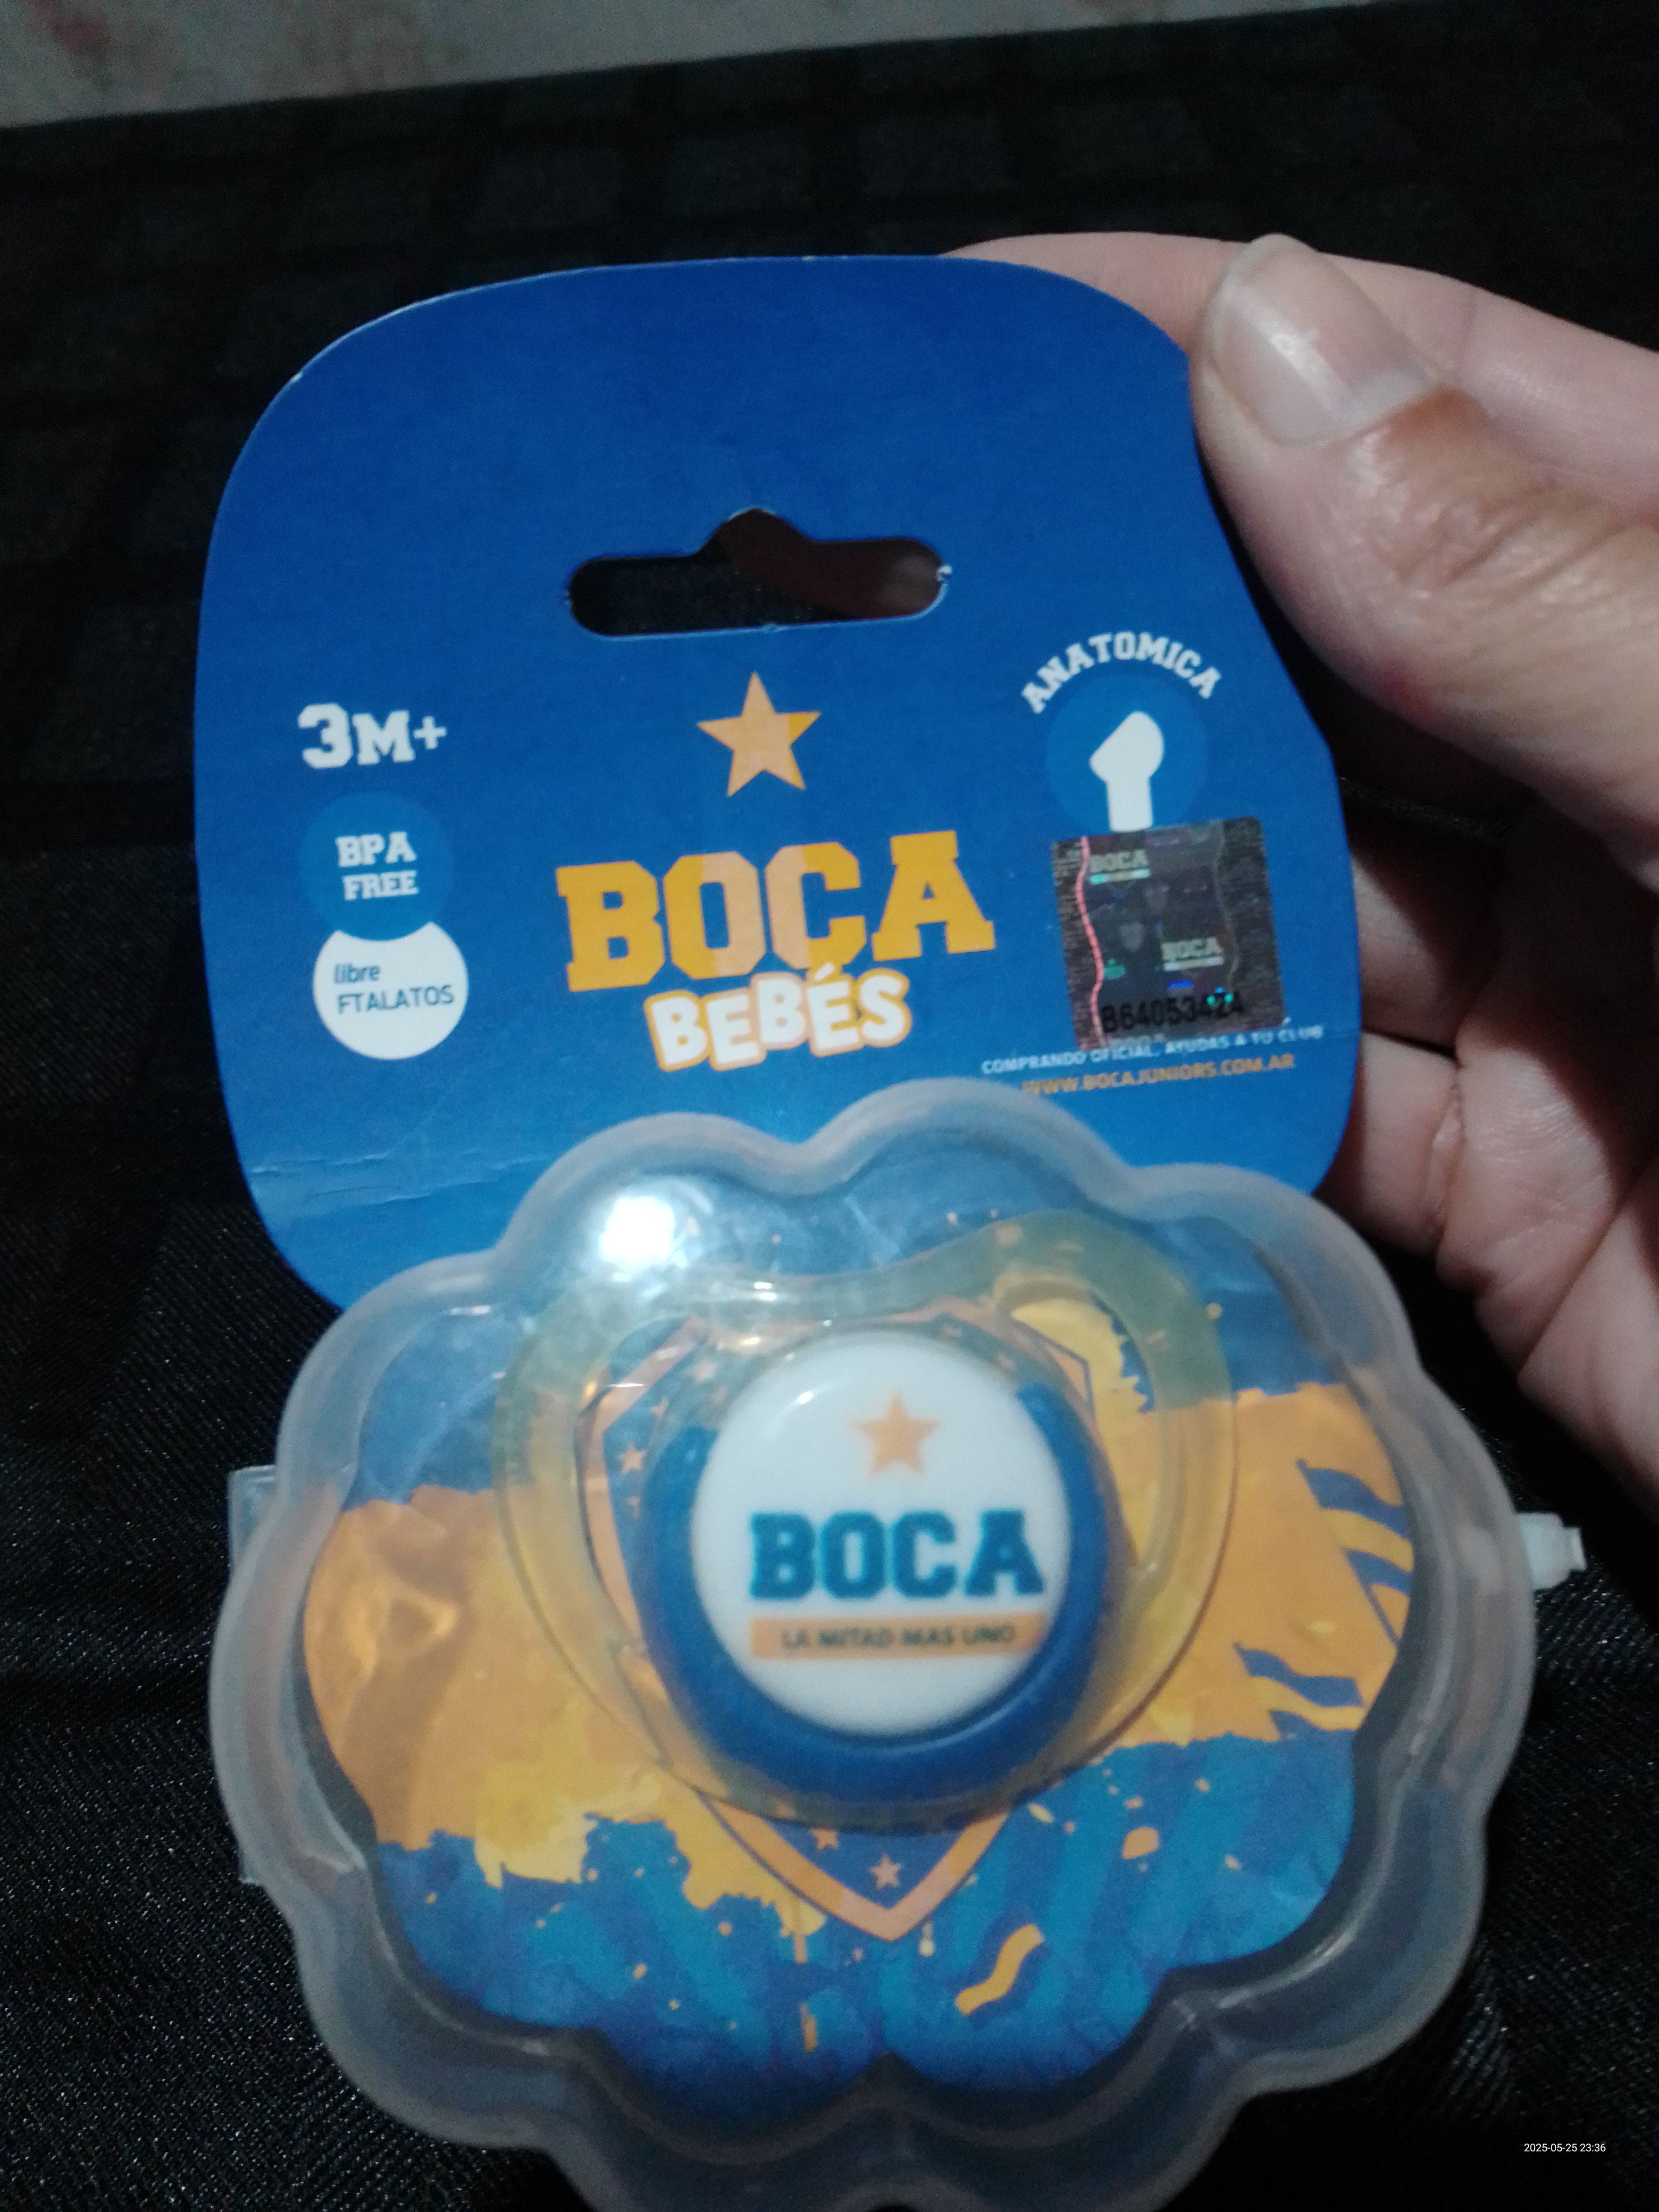 3M+
BPA
FREE
libre
FTALATOS
BOCA
BEBÉS
ANATOMICA
BOCA
BOCA
B64053424
COMPRANDO OFICIAL, AYUDAS A TU CLUB
WWW.BOCAJUNIORS.COM.AR
BOCA
LA MITAD MAS UNO
2025-05-25 23:36